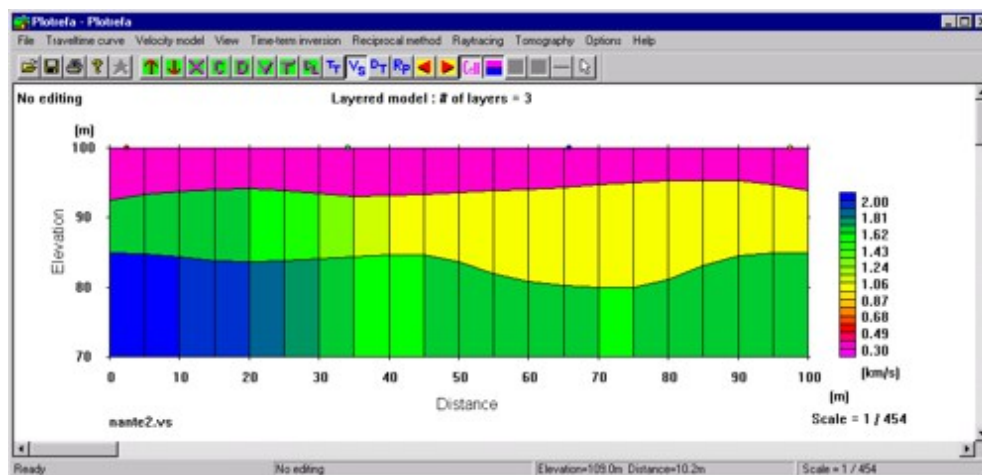 Plotrefa - Plotrefa
File Traveltime curve Velocity model View Time-term inversion Reciprocal method Raytracing Tomography Options Help
No editing
Layered model : # of layers = 3
(m)
100
90
80
70
Elevation
0 10 20 30 40 50 60 70 80 90 100
(m)
Distance
2.00
1.81
1.62
1.43
1.24
1.06
0.87
0.68
0.49
0.30
(km/s)
Scale = 1 / 454
nante2.vs
Ready No editing Elevation=109.0m Distance=10.2m Scale = 1 / 454